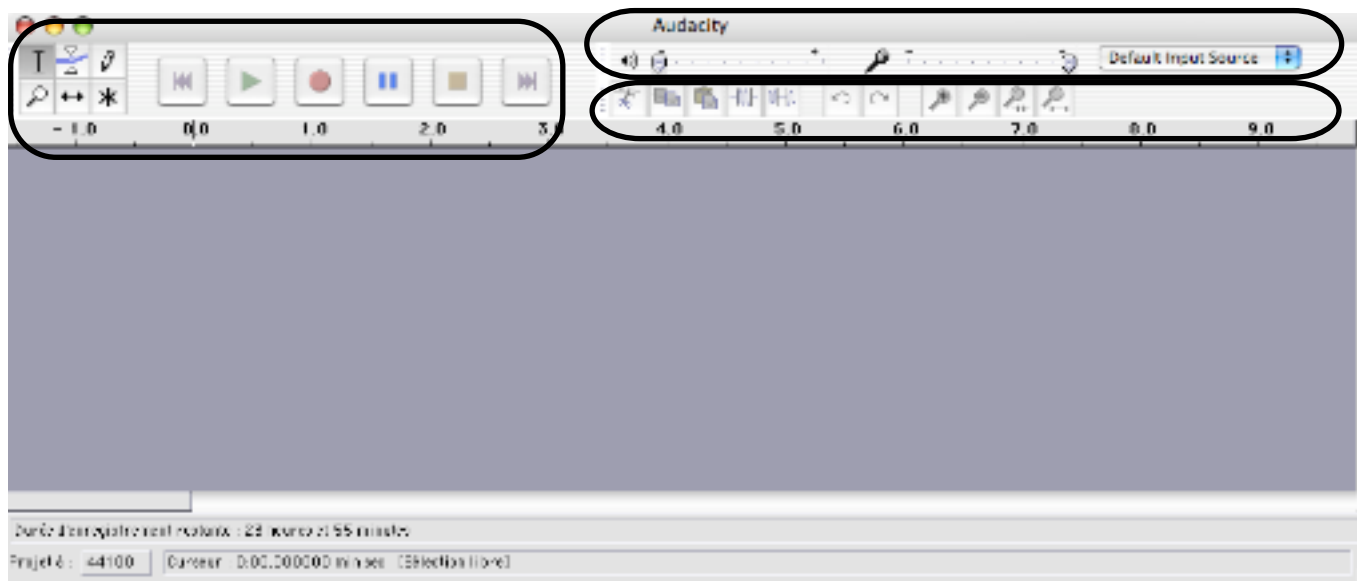 Audacity
Default Input Source
- 1.0 0.0 1.0 2.0 3.0 4.0 5.0 6.0 7.0 8.0 9.0
Durée d'enregistrement restante : 23 heures et 55 minutes
Projet à : 44100 Curseur : 0:00.000000 min:sec [Sélection libre]